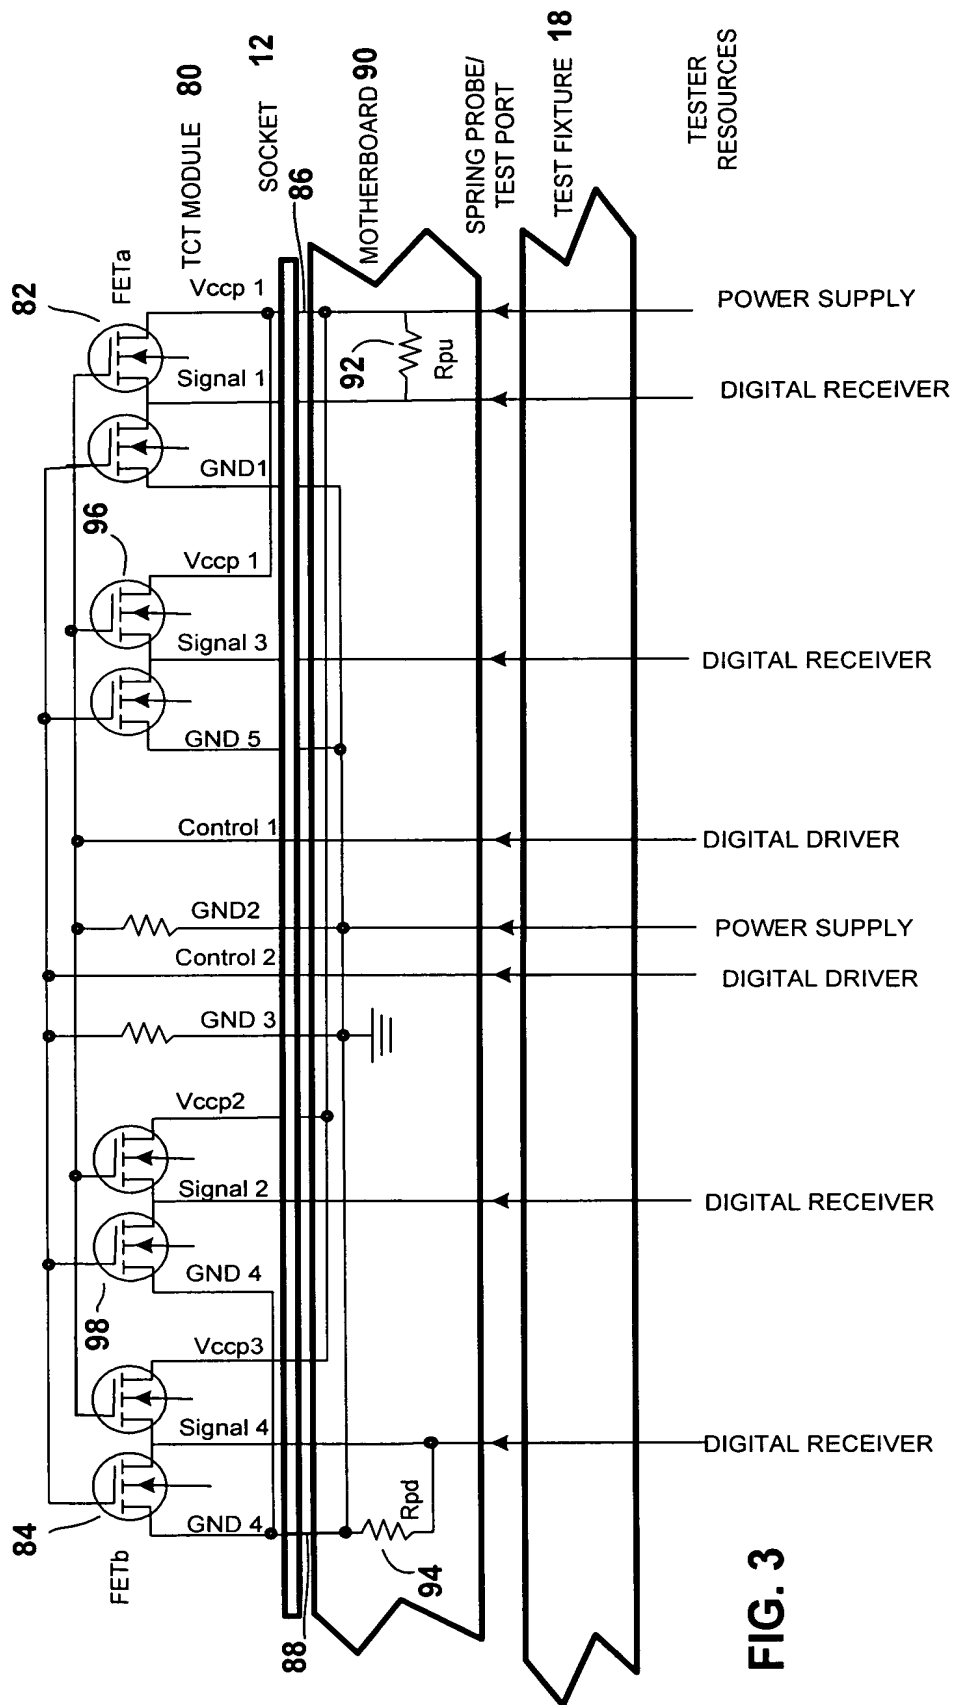 82
FETa
TCT MODULE 80
SOCKET 12
86
MOTHERBOARD 90
SPRING PROBE/
TEST PORT
TEST FIXTURE 18
TESTER
RESOURCES
Vccp 1
92
Rpu
POWER SUPPLY
Signal 1
DIGITAL RECEIVER
GND1
96
Vccp 1
Signal 3
DIGITAL RECEIVER
GND 5
Control 1
DIGITAL DRIVER
GND2
POWER SUPPLY
Control 2
DIGITAL DRIVER
GND 3
Vccp2
Signal 2
DIGITAL RECEIVER
GND 4
98
Vccp3
Signal 4
DIGITAL RECEIVER
84
GND 4
Rpd
94
FETb
88
FIG. 3